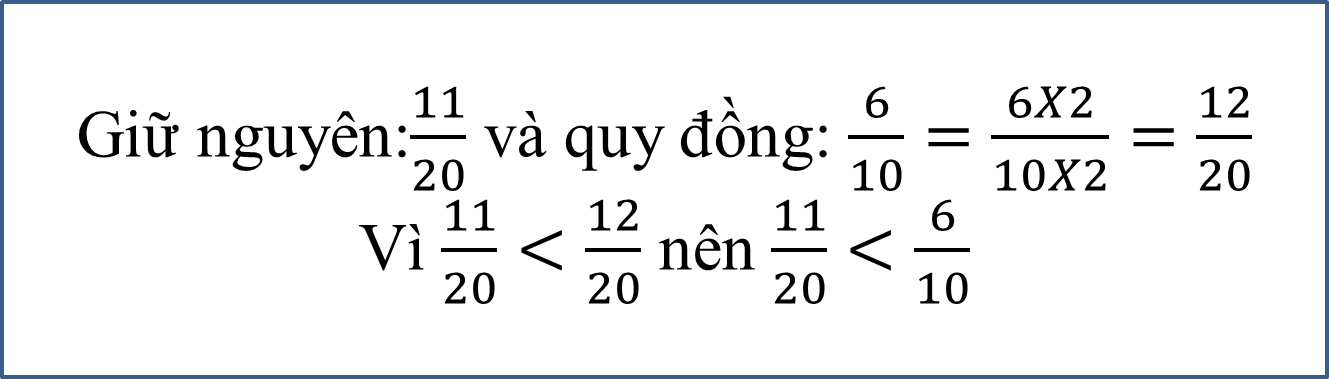 Giữ nguyên:11/20 và quy đồng: 6/10 = 6X2/10X2 = 12/20
Vì 11/20 < 12/20 nên 11/20 < 6/10